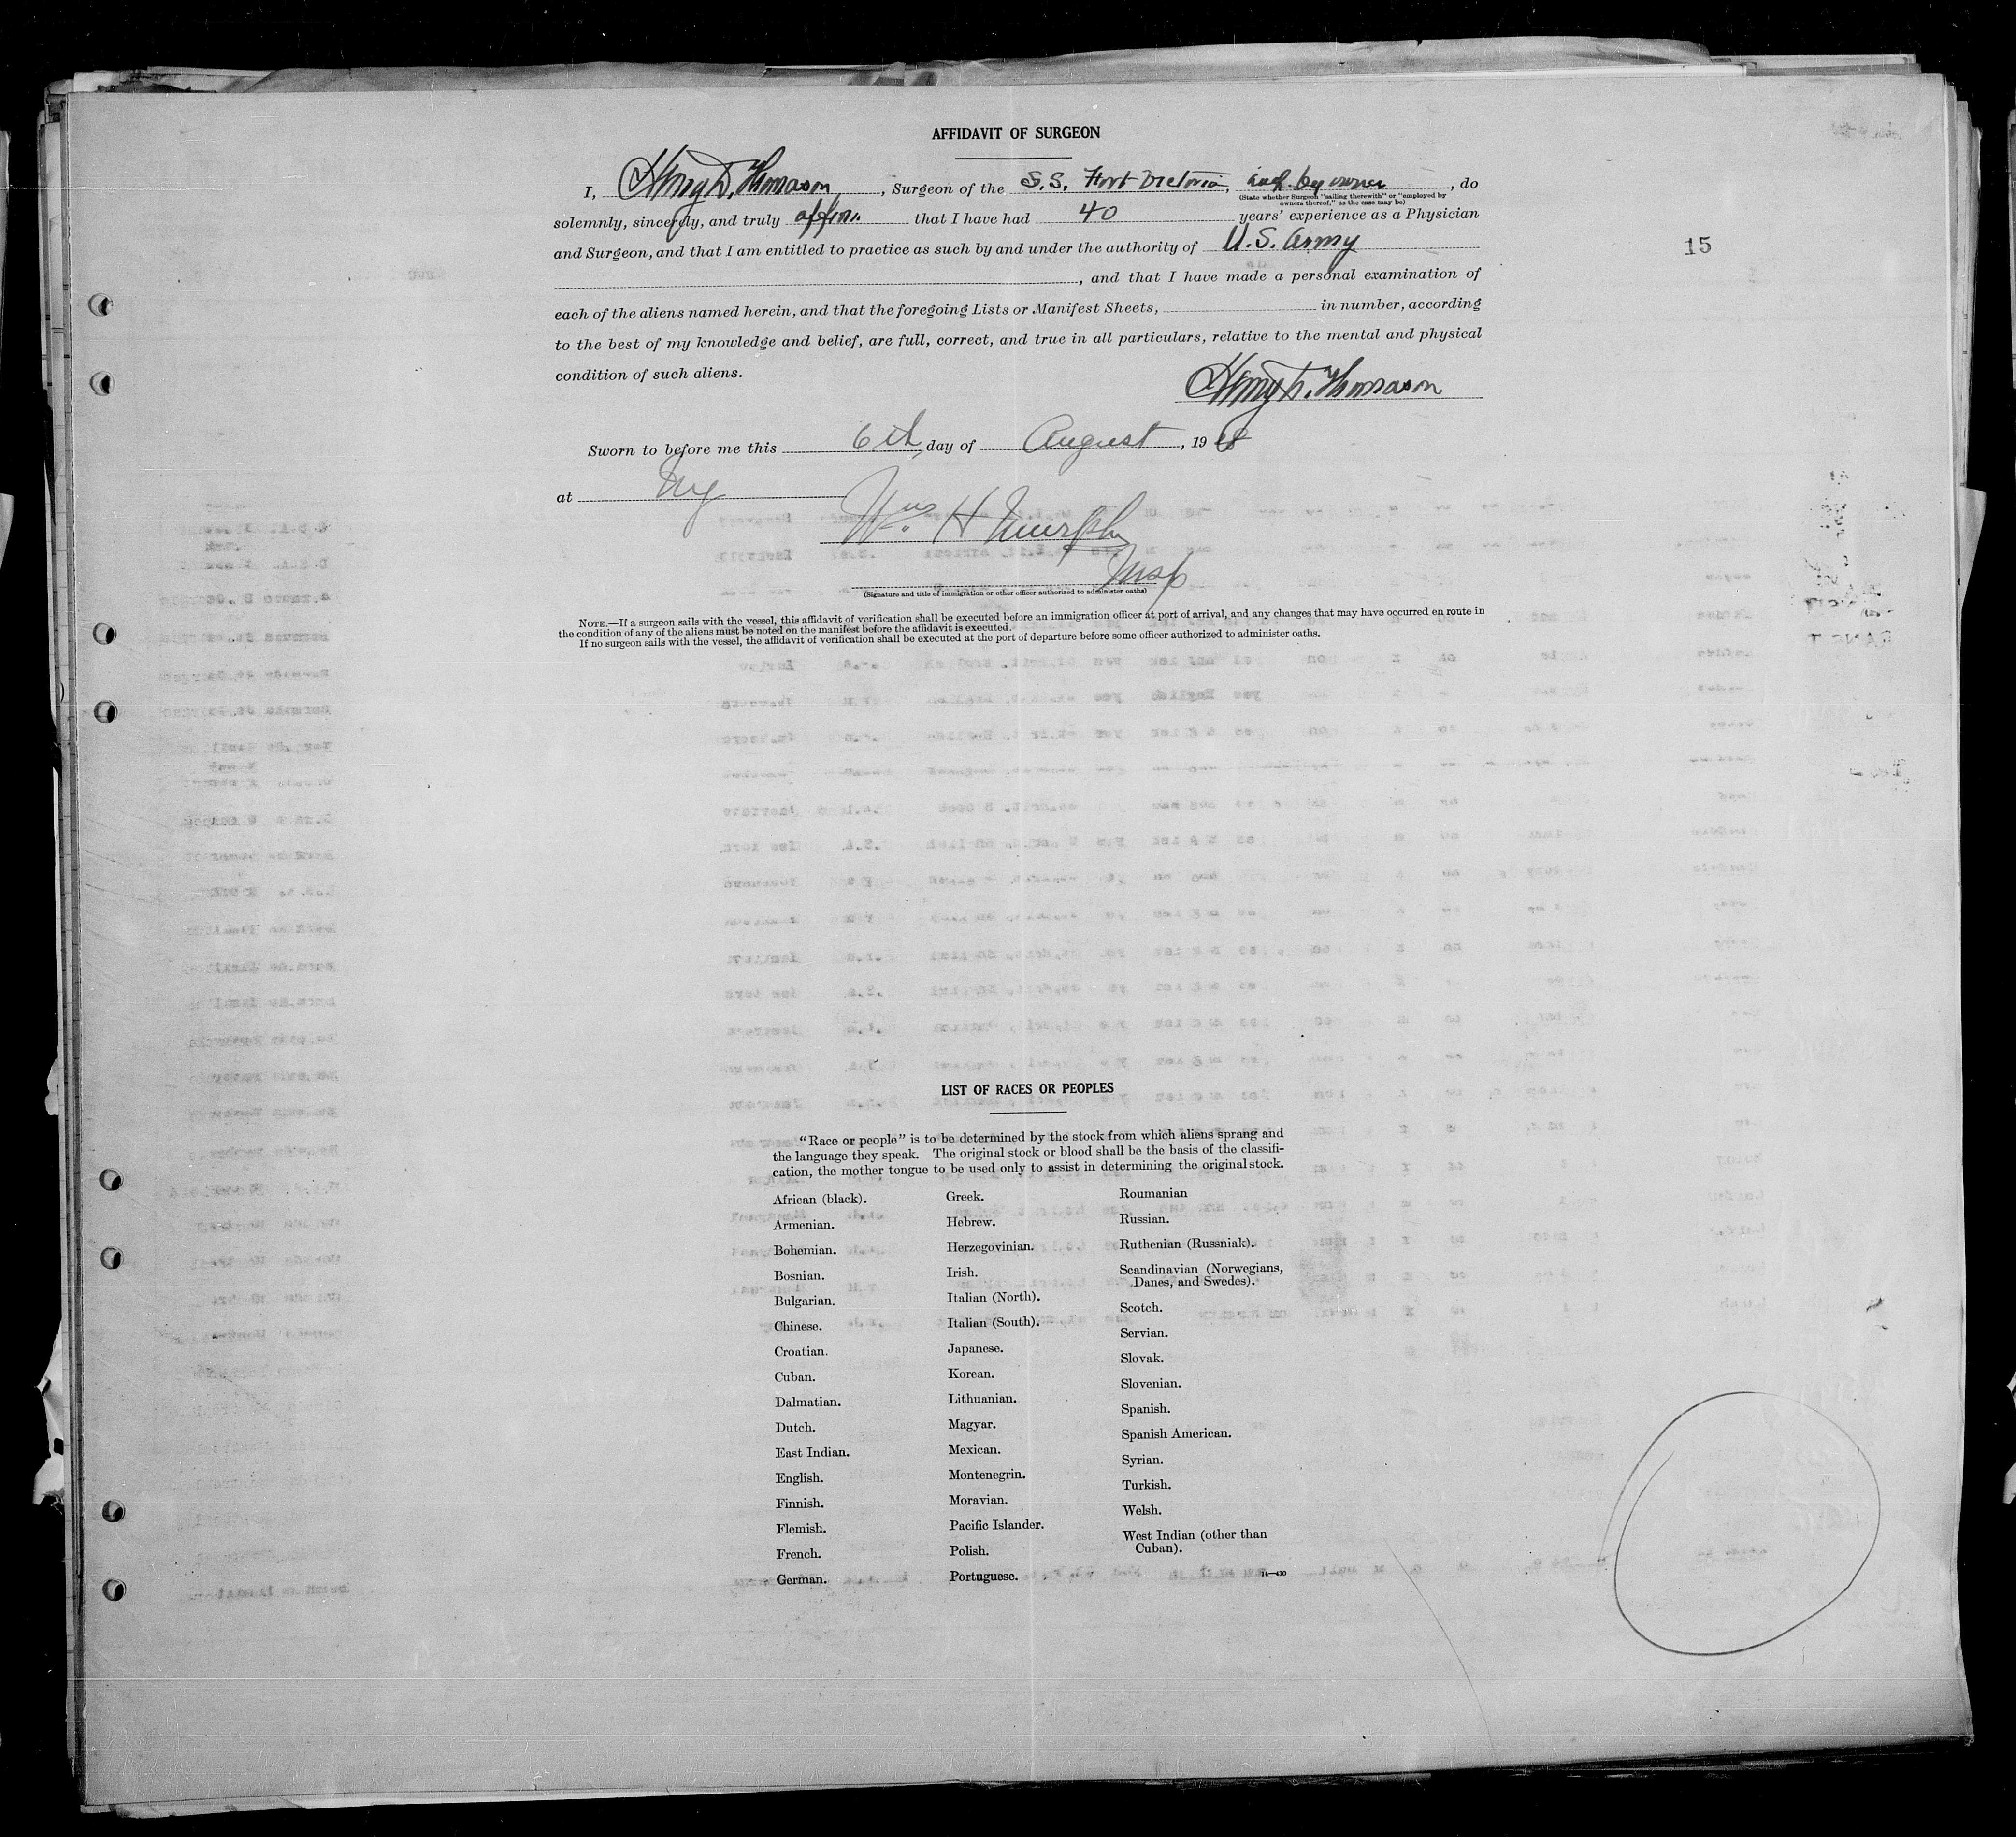 AFFIDAVIT OF SURGEON
I, Henry D. Thomason, Surgeon of the S.S. Fort Victoria, empl. by owner, do
(State whether Surgeon "sailing therewith" or "employed by
owners thereof," as the case may be)
solemnly, sincerely, and truly affirm that I have had 40 years' experience as a Physician
and Surgeon, and that I am entitled to practice as such by and under the authority of U.S. Army
15
, and that I have made a personal examination of
each of the aliens named herein, and that the foregoing Lists or Manifest Sheets, in number, according
to the best of my knowledge and belief, are full, correct, and true in all particulars, relative to the mental and physical
condition of such aliens.
Henry D. Thomason
Sworn to before me this 6th day of August, 19
at NY
Wm H Murphy
Insp
(Signature and title of immigration or other officer authorized to administer oaths)
NOTE.—If a surgeon sails with the vessel, this affidavit of verification shall be executed before an immigration officer at port of arrival, and any changes that may have occurred en route in
the condition of any of the aliens must be noted on the manifest before the affidavit is executed.
If no surgeon sails with the vessel, the affidavit of verification shall be executed at the port of departure before some officer authorized to administer oaths.
LIST OF RACES OR PEOPLES
"Race or people" is to be determined by the stock from which aliens sprang and
the language they speak. The original stock or blood shall be the basis of the classifi-
cation, the mother tongue to be used only to assist in determining the original stock.
African (black).
Armenian.
Bohemian.
Bosnian.
Bulgarian.
Chinese.
Croatian.
Cuban.
Dalmatian.
Dutch.
East Indian.
English.
Finnish.
Flemish.
French.
German.
Greek.
Hebrew.
Herzegovinian.
Irish.
Italian (North).
Italian (South).
Japanese.
Korean.
Lithuanian.
Magyar.
Mexican.
Montenegrin.
Moravian.
Pacific Islander.
Polish.
Portuguese.
Roumanian
Russian.
Ruthenian (Russniak).
Scandinavian (Norwegians,
Danes, and Swedes).
Scotch.
Servian.
Slovak.
Slovenian.
Spanish.
Spanish American.
Syrian.
Turkish.
Welsh.
West Indian (other than
Cuban).
14—430